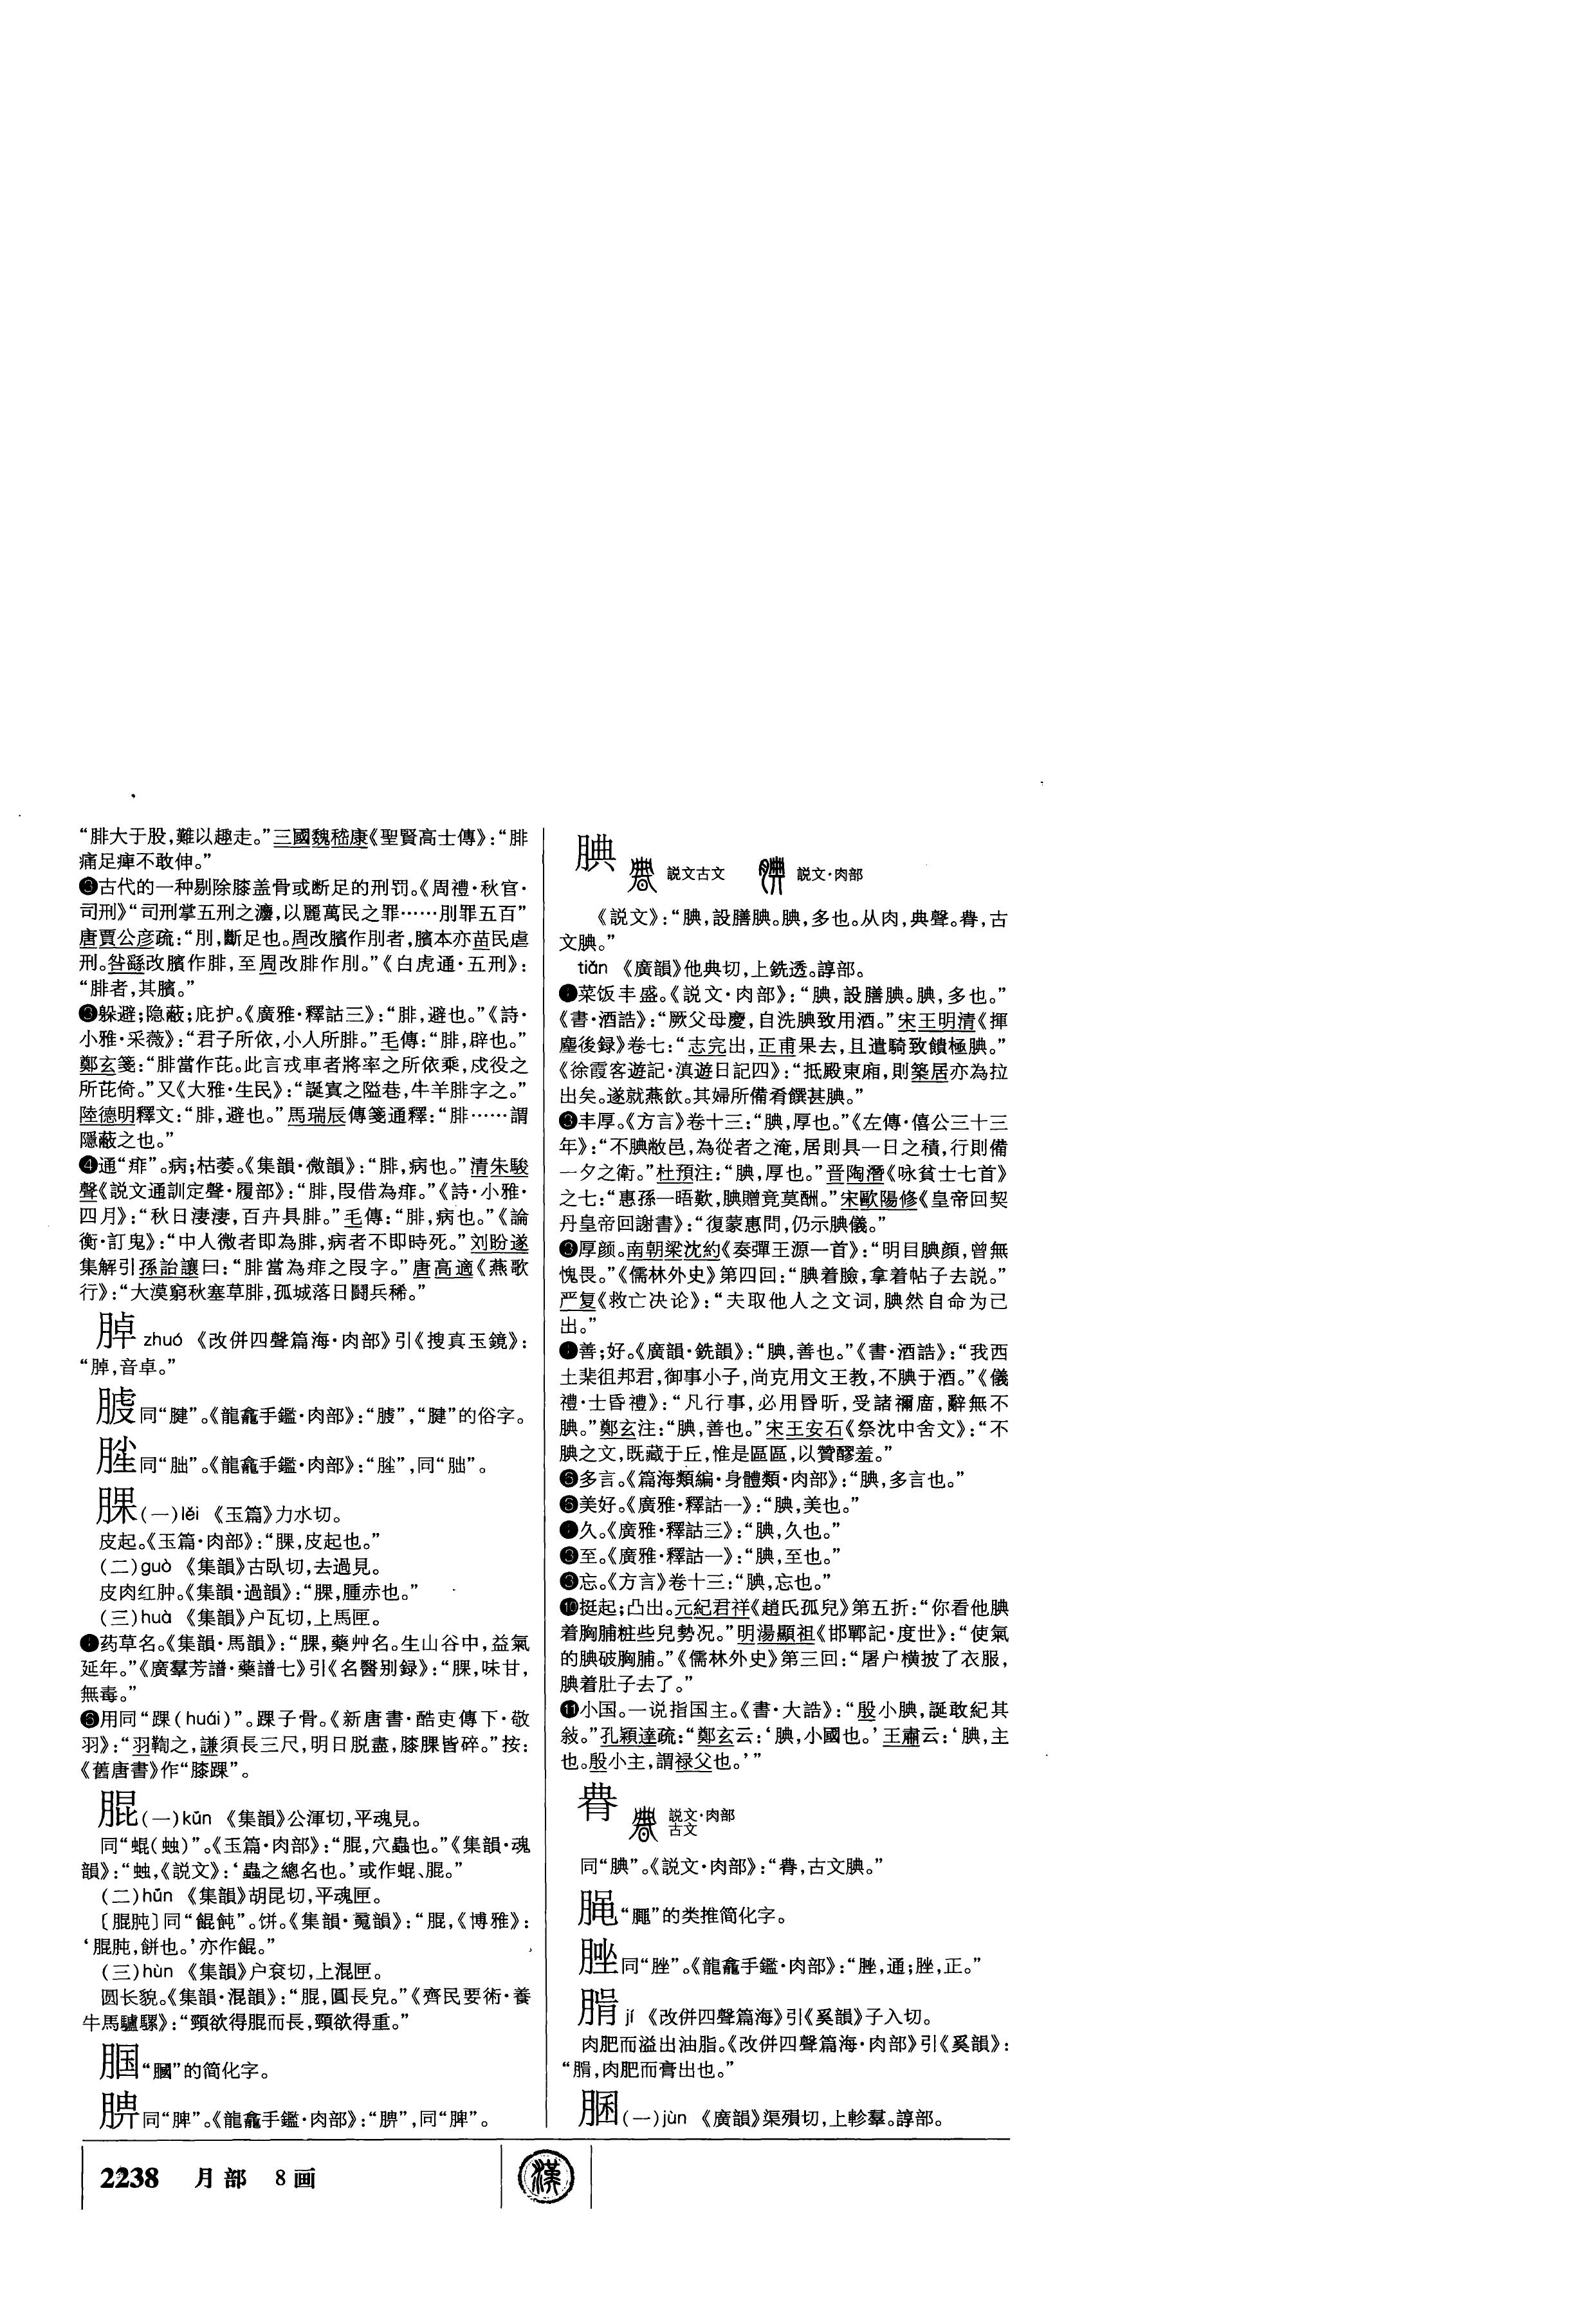 “腓大于股，難以趣走。”三國魏嵇康《聖賢高士傳》：“腓
痛足痺不敢伸。”
❸古代的一种剔除膝盖骨或断足的刑罚。《周禮·秋官·
司刑》“司刑掌五刑之灋，以麗萬民之罪……刖罪五百”
唐賈公彦疏：“刖，斷足也。周改臏作刖者，臏本亦苗民虐
刑。咎繇改臏作腓，至周改腓作刖。”《白虎通·五刑》：
“腓者，其臏。”
❸躲避；隐蔽；庇护。《廣雅·釋詁三》：“腓，避也。”《詩·
小雅·采薇》：“君子所依，小人所腓。”毛傳：“腓，辟也。”
鄭玄箋：“腓當作芘。此言戎車者將率之所依乘，戍役之
所芘倚。”又《大雅·生民》：“誕寘之隘巷，牛羊腓字之。”
陸德明釋文：“腓，避也。”馬瑞辰傳箋通釋：“腓……謂
隱蔽之也。”
❹通“痱”。病；枯萎。《集韻·微韻》：“腓，病也。”清朱駿
聲《説文通訓定聲·履部》：“腓，叚借為痱。”《詩·小雅·
四月》：“秋日淒淒，百卉具腓。”毛傳：“腓，病也。”《論
衡·訂鬼》：“中人微者即為腓，病者不即時死。”刘盼遂
集解引孫詒讓曰：“腓當為痱之叚字。”唐高適《燕歌
行》：“大漠窮秋塞草腓，孤城落日鬭兵稀。”
䐁 zhuó 《改併四聲篇海·肉部》引《搜真玉鏡》：
“䐁，音卓。”
同“腱”。《龍龕手鑑·肉部》：“”，“腱”的俗字。
同“朏”。《龍龕手鑑·肉部》：“”，同“朏”。
腂(一)lěi 《玉篇》力水切。
皮起。《玉篇·肉部》：“腂，皮起也。”
(二)guò 《集韻》古臥切，去過見。
皮肉红肿。《集韻·過韻》：“腂，腫赤也。”
(三)huà 《集韻》户瓦切，上馬匣。
❶药草名。《集韻·馬韻》：“腂，藥艸名。生山谷中，益氣
延年。”《廣羣芳譜·藥譜七》引《名醫别録》：“腂，味甘，
無毒。”
❷用同“踝(huái)”。踝子骨。《新唐書·酷吏傳下·敬
羽》：“羽鞫之，謙須長三尺，明日脱盡，膝腂皆碎。”按：
《舊唐書》作“膝踝”。
腽(一)kūn 《集韻》公渾切，平魂見。
同“蜫(䖵)”。《玉篇·肉部》：“䐊，穴蟲也。”《集韻·魂
韻》：“䖵，《説文》：‘蟲之總名也。’或作蜫、䐊。”
(二)hún 《集韻》胡昆切，平魂匣。
〔䐊肫〕同“餛飩”。饼。《集韻·䰟韻》：“䐊，《博雅》：
‘䐊肫，餅也。’亦作餛。”
(三)hùn 《集韻》户衮切，上混匣。
圆长貌。《集韻·混韻》：“䐊，圓長皃。”《齊民要術·養
牛馬驢騾》：“頸欲得䐊而長，頸欲得重。”
腘“膕”的简化字。
同“脾”。《龍龕手鑑·肉部》：“”，同“脾”。
腆 説文古文 説文·肉部
《説文》：“腆，設膳腆。腆，多也。从肉，典聲。㖭，古
文腆。”
tiǎn 《廣韻》他典切，上銑透。諄部。
❶菜饭丰盛。《説文·肉部》：“腆，設膳腆。腆，多也。”
《書·酒誥》：“厥父母慶，自洗腆致用酒。”宋王明清《揮
塵後録》卷七：“志完出，正甫果去，且遣騎致饋極腆。”
《徐霞客遊記·滇遊日記四》：“抵殿東廂，則築居亦為拉
出矣。遂就燕飲。其婦所備肴饌甚腆。”
❸丰厚。《方言》卷十三：“腆，厚也。”《左傳·僖公三十三
年》：“不腆敝邑，為從者之淹，居則具一日之積，行則備
一夕之衛。”杜預注：“腆，厚也。”晋陶潛《咏貧士七首》
之七：“惠孫一晤歎，腆贈竟莫酬。”宋歐陽修《皇帝回契
丹皇帝回謝書》：“復蒙惠問，仍示腆儀。”
❸厚颜。南朝梁沈約《奏彈王源一首》：“明目腆顔，曾無
愧畏。”《儒林外史》第四回：“腆着臉，拿着帖子去説。”
严复《救亡决论》：“夫取他人之文词，腆然自命为己
出。”
❹善；好。《廣韻·銑韻》：“腆，善也。”《書·酒誥》：“我西
土棐徂邦君，御事小子，尚克用文王教，不腆于酒。”《儀
禮·士昏禮》：“凡行事，必用昬昕，受諸禰廟，辭無不
腆。”鄭玄注：“腆，善也。”宋王安石《祭沈中舍文》：“不
腆之文，既藏于丘，惟是區區，以贊醪羞。”
❺多言。《篇海類編·身體類·肉部》：“腆，多言也。”
❻美好。《廣雅·釋詁一》：“腆，美也。”
❼久。《廣雅·釋詁三》：“腆，久也。”
❽至。《廣雅·釋詁一》：“腆，至也。”
❾忘。《方言》卷十三：“腆，忘也。”
❿挺起；凸出。元紀君祥《趙氏孤兒》第五折：“你看他腆
着胸脯粧些兒勢况。”明湯顯祖《邯鄲記·度世》：“使氣
的腆破胸脯。”《儒林外史》第三回：“屠户横披了衣服，
腆着肚子去了。”
⓫小国。一说指国主。《書·大誥》：“殷小腆，誕敢紀其
敍。”孔穎達疏：“鄭玄云：‘腆，小國也。’王肅云：‘腆，主
也。殷小主，謂禄父也。’”
説文·肉部
古文
同“腆”。《説文·肉部》：“，古文腆。”
“䱴”的类推简化字。
同“脞”。《龍龕手鑑·肉部》：“，通；脞，正。”
jí 《改併四聲篇海》引《奚韻》子入切。
肉肥而溢出油脂。《改併四聲篇海·肉部》引《奚韻》：
“，肉肥而膏出也。”
䐃(一)jùn 《廣韻》渠殞切，上軫羣。諄部。
2238 月部 8画
漢